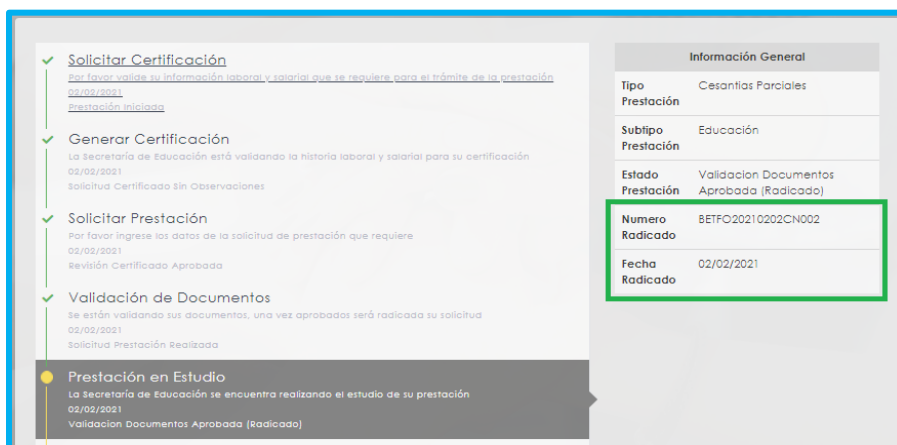 Solicitar Certificación
Por favor valide su información laboral y salarial que se requiere para el trámite de la prestación
02/02/2021
Prestación Iniciada
Generar Certificación
La Secretaría de Educación está validando la historia laboral y salarial para su certificación
02/02/2021
Solicitud Certificado Sin Observaciones
Solicitar Prestación
Por favor ingrese los datos de la solicitud de prestación que requiere
02/02/2021
Revisión Certificado Aprobada
Validación de Documentos
Se están validando sus documentos, una vez aprobados será radicada su solicitud
02/02/2021
Solicitud Prestación Realizada
Prestación en Estudio
La Secretaría de Educación se encuentra realizando el estudio de su prestación
02/02/2021
Validacion Documentos Aprobada (Radicado)
Información General
Tipo Cesantias Parciales
Prestación
Subtipo Educación
Prestación
Estado Validacion Documentos
Prestación Aprobada (Radicado)
Numero BETFO20210202CN002
Radicado
Fecha 02/02/2021
Radicado